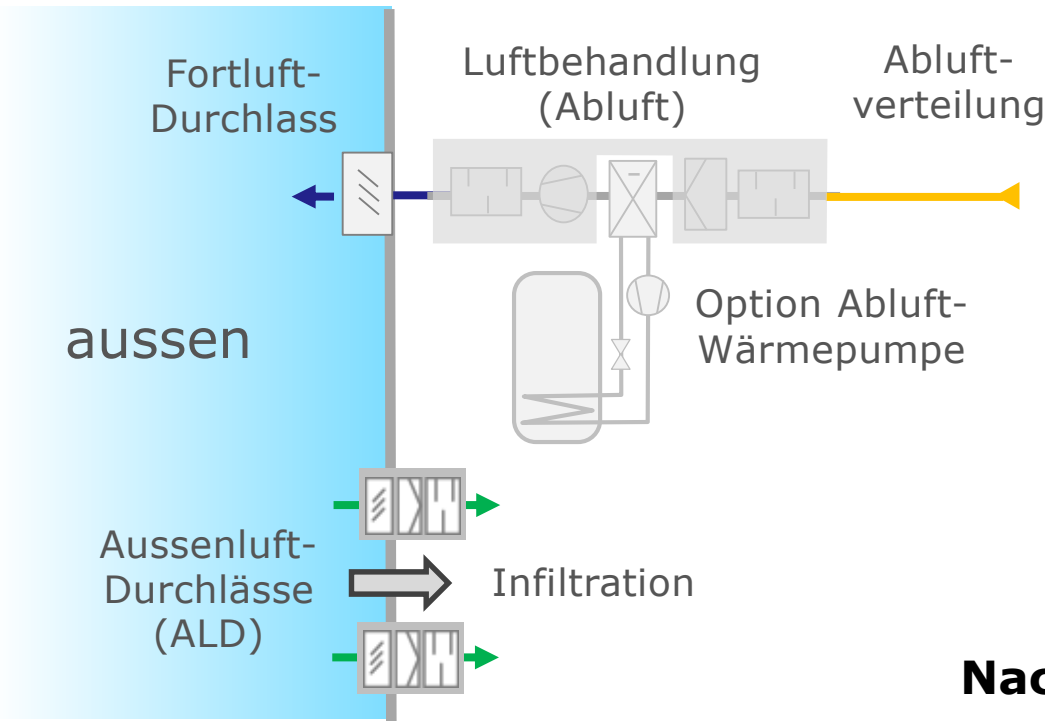 Fortluft-
Durchlass
Luftbehandlung
(Abluft)
Abluft-
verteilung
Option Abluft-
Wärmepumpe
aussen
Aussenluft-
Durchlässe
(ALD)
Infiltration